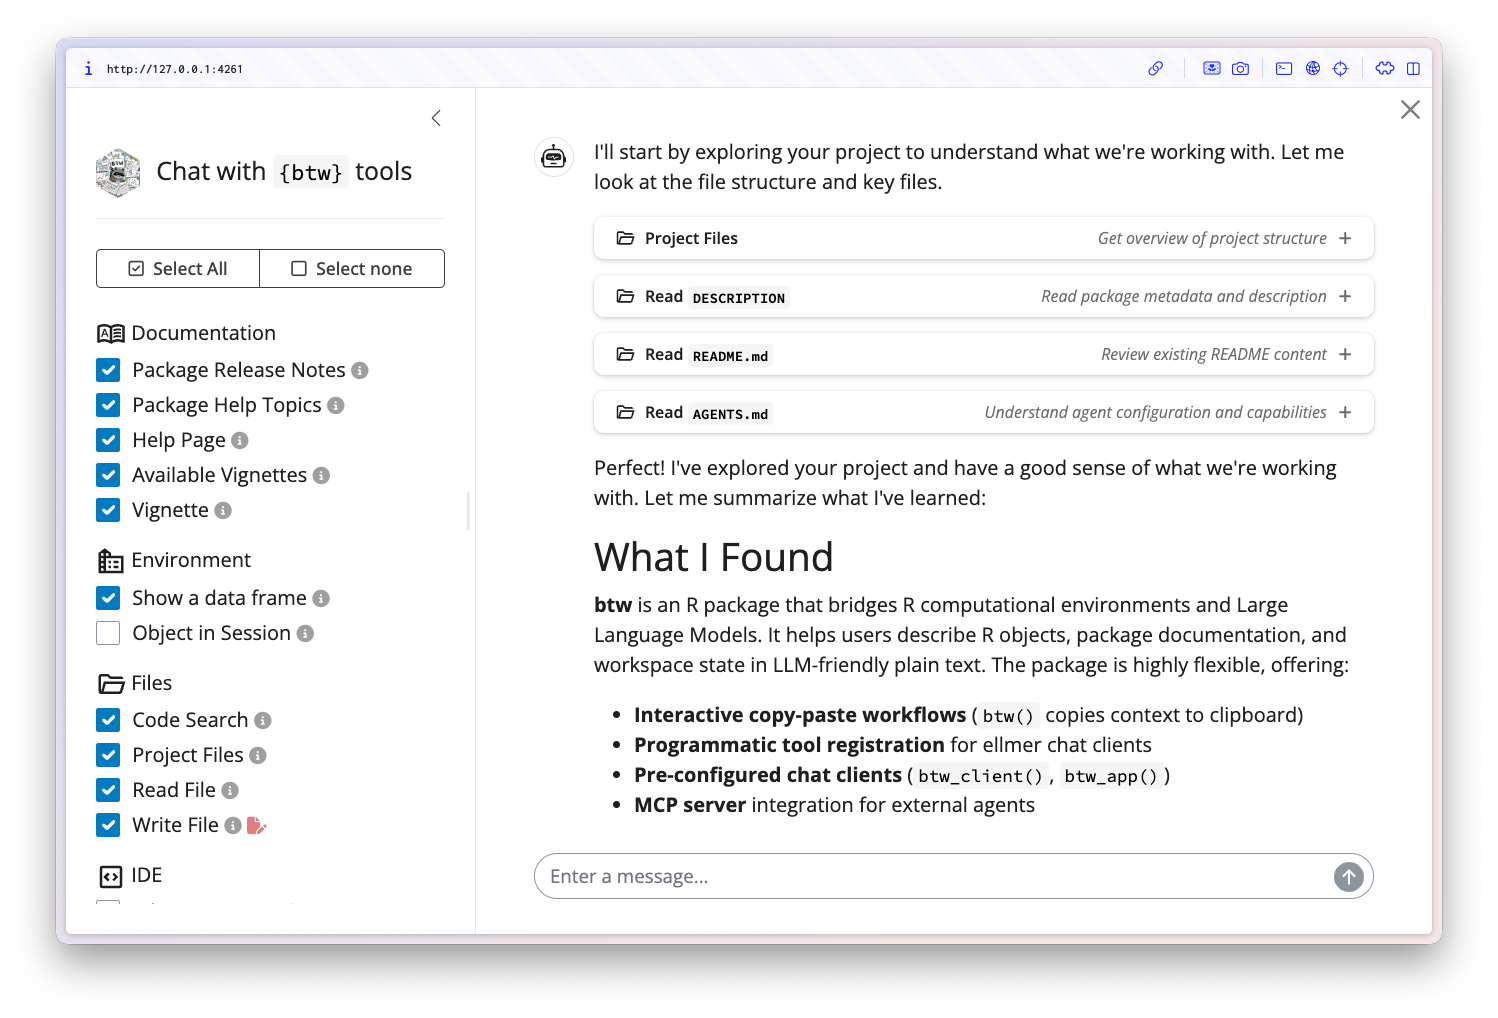 http://127.0.0.1:4261
BTW
Chat with {btw} tools
Select All
Select none
Documentation
Package Release Notes
Package Help Topics
Help Page
Available Vignettes
Vignette
Environment
Show a data frame
Object in Session
Files
Code Search
Project Files
Read File
Write File
IDE
I'll start by exploring your project to understand what we're working with. Let me
look at the file structure and key files.
Project Files Get overview of project structure
Read DESCRIPTION Read package metadata and description
Read README.md Review existing README content
Read AGENTS.md Understand agent configuration and capabilities
Perfect! I've explored your project and have a good sense of what we're working
with. Let me summarize what I've learned:
What I Found
btw is an R package that bridges R computational environments and Large
Language Models. It helps users describe R objects, package documentation, and
workspace state in LLM-friendly plain text. The package is highly flexible, offering:
• Interactive copy-paste workflows (btw() copies context to clipboard)
• Programmatic tool registration for ellmer chat clients
• Pre-configured chat clients (btw_client(), btw_app())
• MCP server integration for external agents
Enter a message...